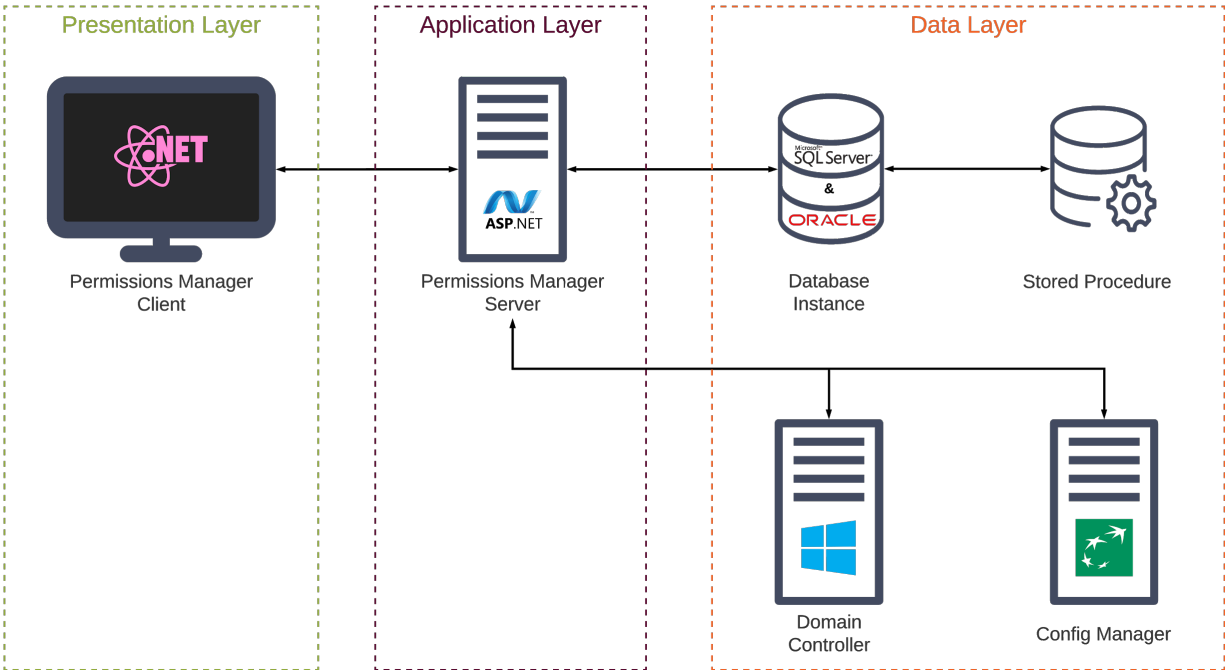 Presentation Layer
Application Layer
Data Layer
.NET
ASP.NET
Microsoft
SQL Server
&
ORACLE
Permissions Manager
Client
Permissions Manager
Server
Database
Instance
Stored Procedure
Domain
Controller
Config Manager